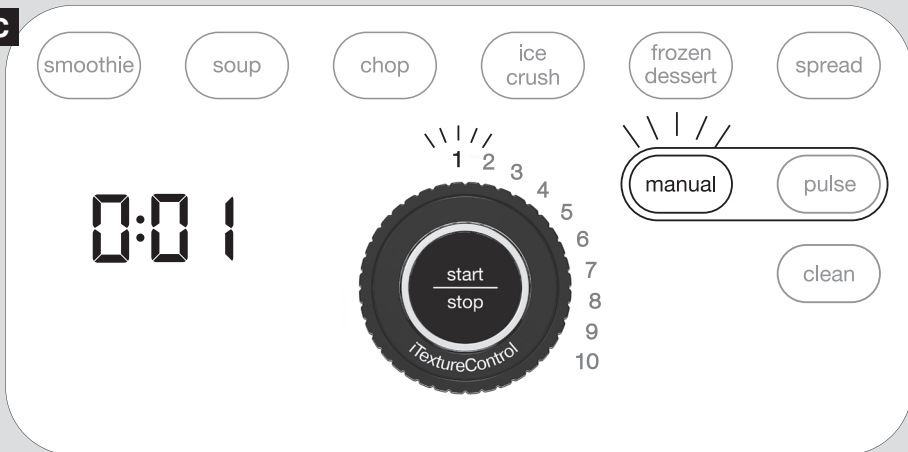 C
smoothie
soup
chop
ice
crush
frozen
dessert
spread
1
2
3
4
5
6
7
8
9
10
manual
pulse
0:01
start
stop
iTextureControl
clean